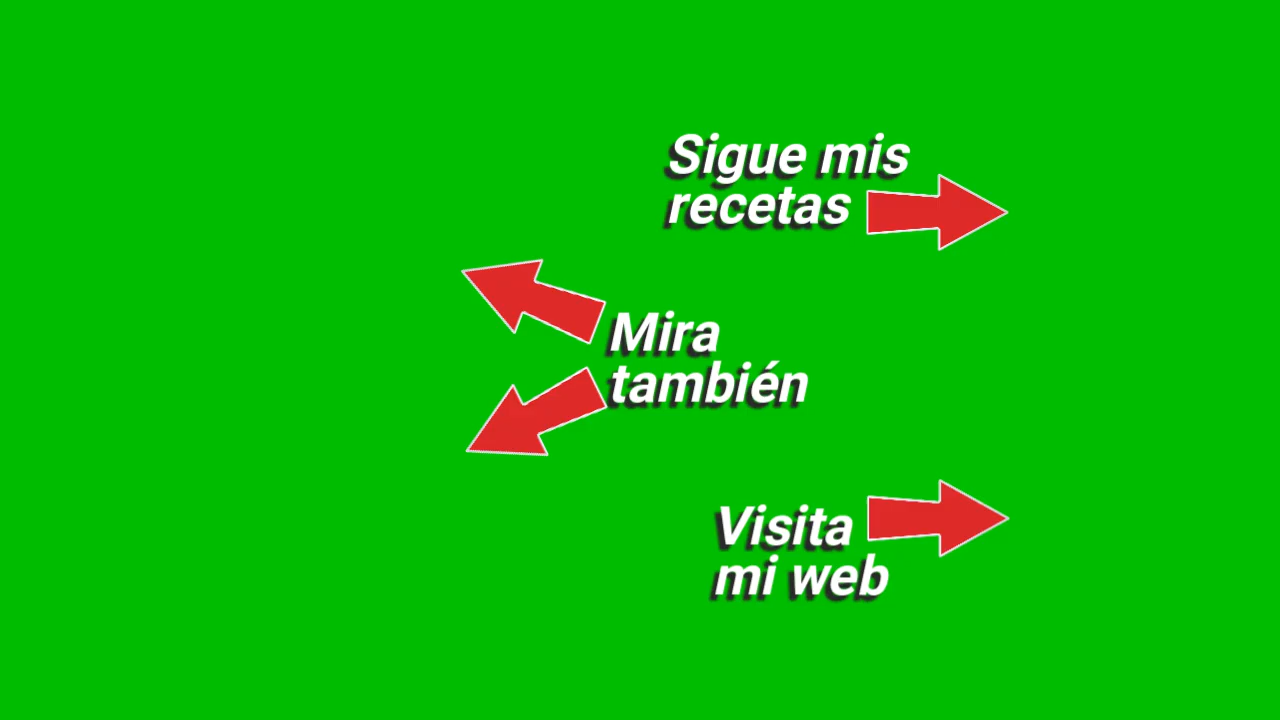 Sigue mis
recetas
Mira
también
Visita
mi web